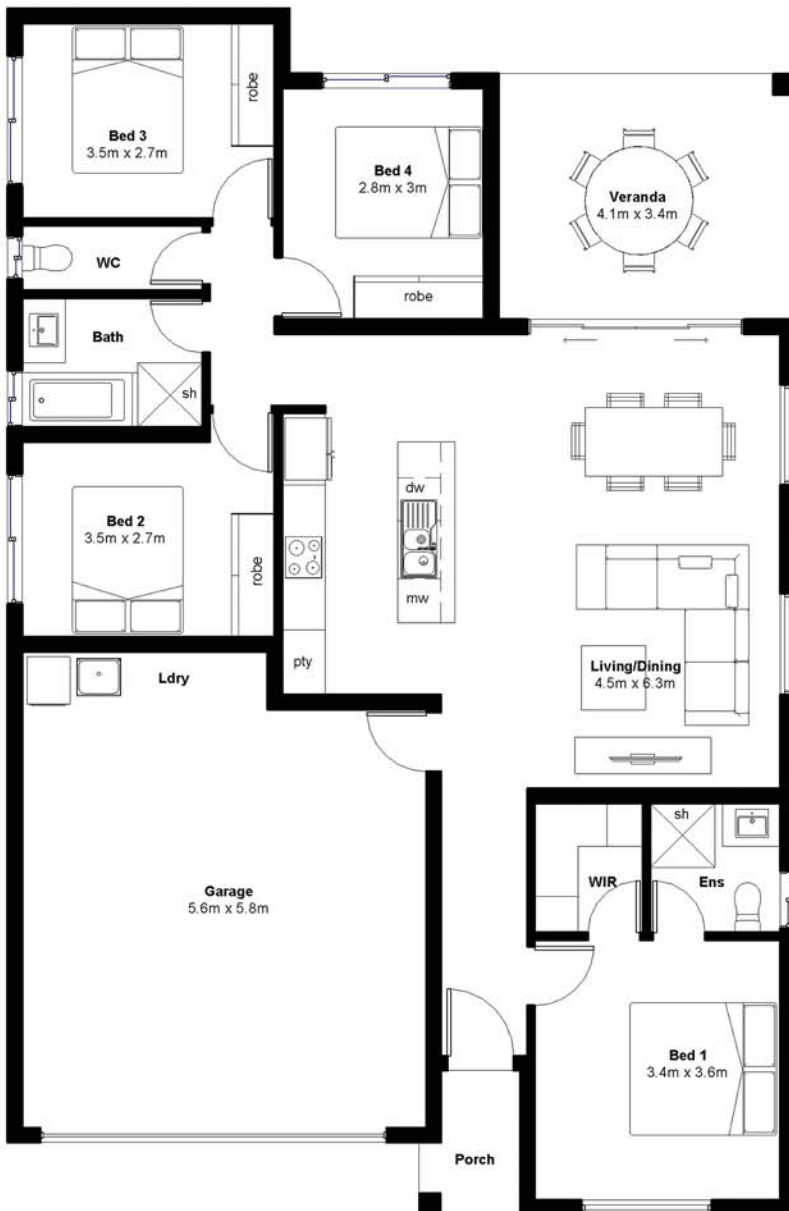 Bed 3
3.5m x 2.7m
robe
Bed 4
2.8m x 3m
robe
Veranda
4.1m x 3.4m
WC
Bath
sh
Bed 2
3.5m x 2.7m
robe
dw
mw
pty
Living/Dining
4.5m x 6.3m
Ldry
Garage
5.6m x 5.8m
WIR
sh
Ens
Bed 1
3.4m x 3.6m
Porch